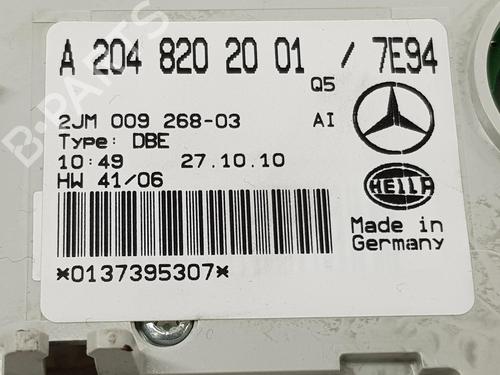 A 204 820 20 01 / 7E94
Q5
2JM 009 268-03 AI
Type: DBE
10:49 27.10.10
HW 41/06
HELLA
Made in
Germany
*0137395307*
B-PARTS